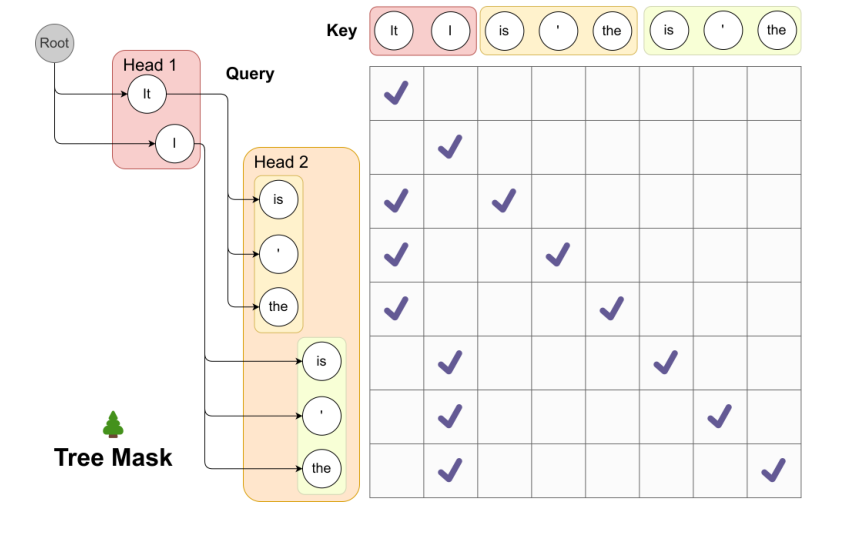 Root
Head 1
It
I
Query
Head 2
is
'
the
is
'
the
Tree Mask
Key
It
I
is
'
the
is
'
the